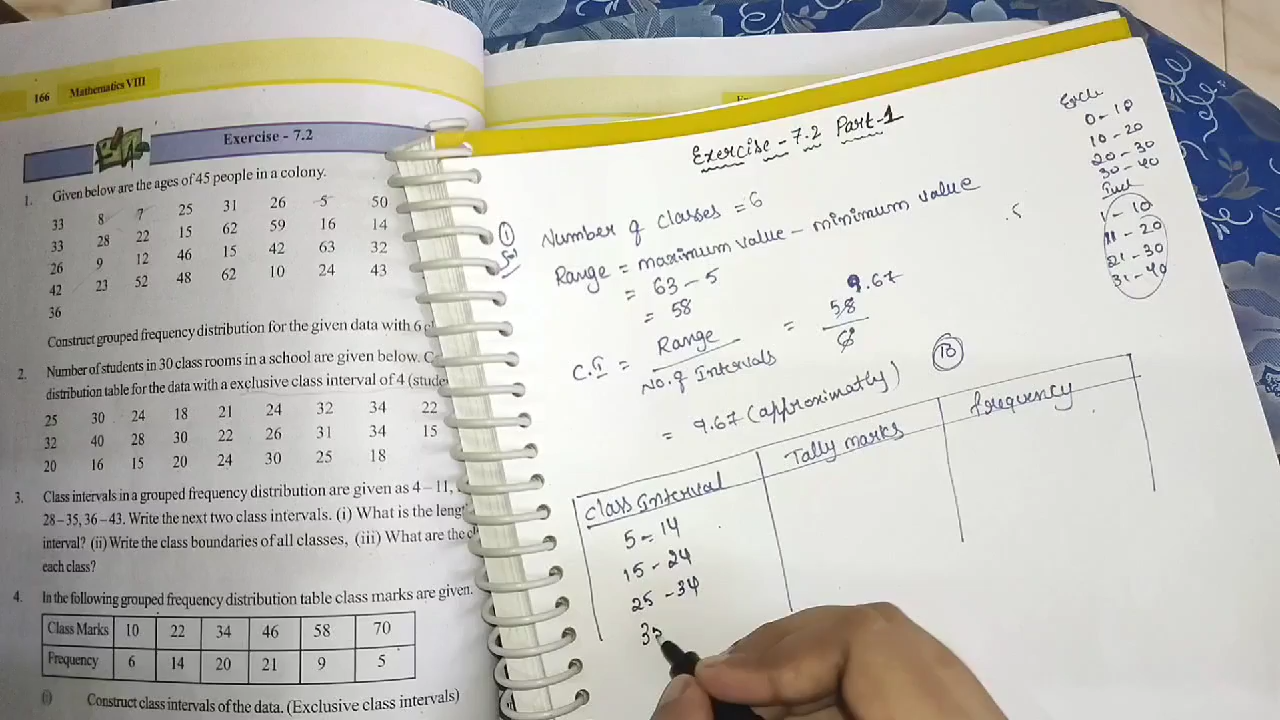 166 Mathematics VIII
Exercise - 7.2
1. Given below are the ages of 45 people in a colony.
33 8 7 25 31 26 5 50
33 28 22 15 62 59 16 14
26 9 12 46 15 42 63 32
42 23 52 48 62 10 24 43
36
Construct grouped frequency distribution for the given data with 6
2. Number of students in 30 class rooms in a school are given below. C
distribution table for the data with a exclusive class interval of 4 (stude
25 30 24 18 21 24 32 34 22
32 40 28 30 22 26 31 34 15
20 16 15 20 24 30 25 18
3. Class intervals in a grouped frequency distribution are given as 4 – 11,
28 – 35, 36 – 43. Write the next two class intervals. (i) What is the leng
interval? (ii) Write the class boundaries of all classes, (iii) What are the
each class?
4. In the following grouped frequency distribution table class marks are given.
Class Marks 10 22 34 46 58 70
Frequency 6 14 20 21 9 5
(i) Construct class intervals of the data. (Exclusive class intervals)
Exercise - 7.2 Part-1
① Number of classes = 6
Sol
Range = maximum value - minimum value
= 63 - 5
= 58
C.I = Range / No. of Intervals = 58 / 6 9.67
= 9.67 (approximatly) 10
class Interval Tally marks frequency
5 - 14
15 - 24
25 - 34
3
0 - 10
10 - 20
20 - 30
30 - 40
1 - 10
11 - 20
21 - 30
31 - 40
.5